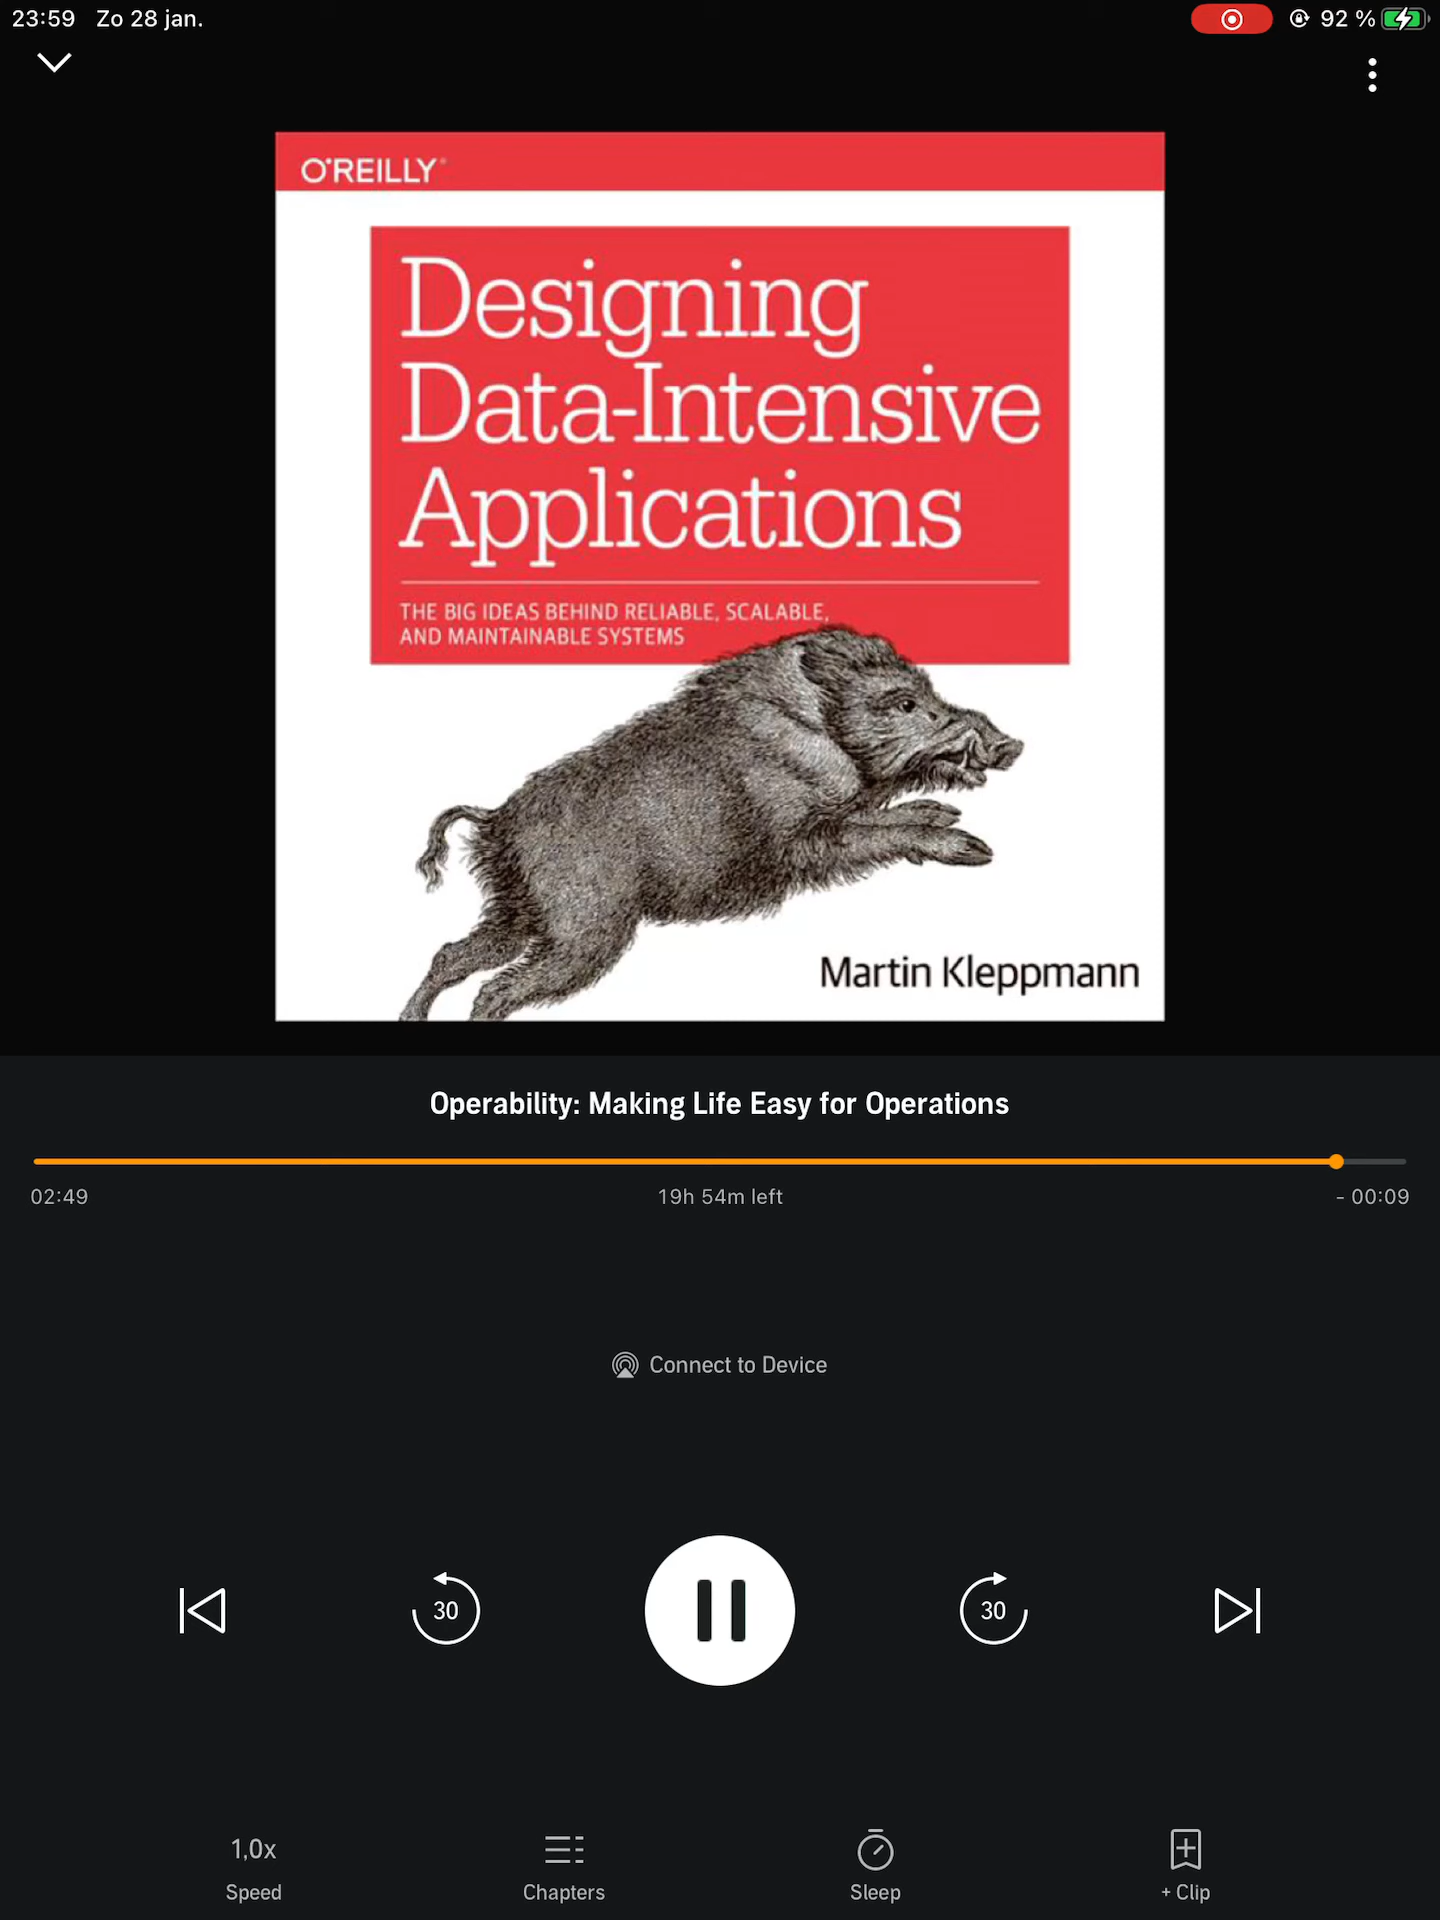 23:59 Zo 28 jan. 92 %
O'REILLY®
Designing
Data-Intensive
Applications
THE BIG IDEAS BEHIND RELIABLE, SCALABLE,
AND MAINTAINABLE SYSTEMS
Martin Kleppmann
Operability: Making Life Easy for Operations
02:49 19h 54m left - 00:09
Connect to Device
30 30
1,0x
Speed Chapters Sleep + Clip